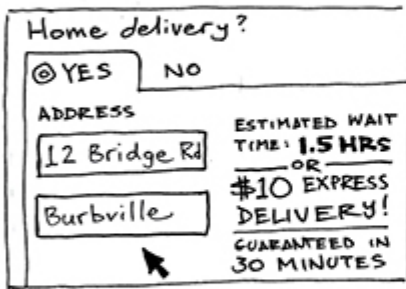 Home delivery?
YES NO
ADDRESS
12 Bridge Rd
Burbville
ESTIMATED WAIT
TIME: 1.5 HRS
OR
$10 EXPRESS
DELIVERY!
GUARANTEED IN
30 MINUTES